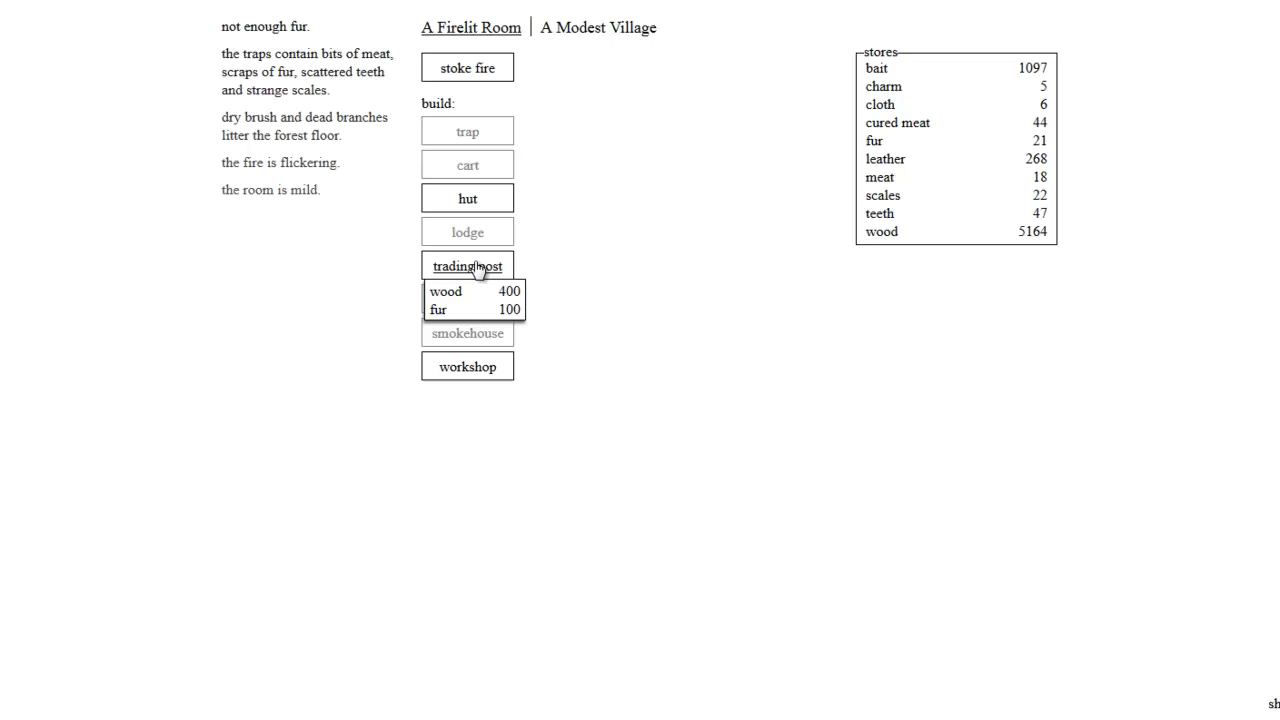 not enough fur.
the traps contain bits of meat,
scraps of fur, scattered teeth
and strange scales.
dry brush and dead branches
litter the forest floor.
the fire is flickering.
the room is mild.
A Firelit Room | A Modest Village
stoke fire
build:
trap
cart
hut
lodge
trading post
wood 400
fur 100
smokehouse
workshop
stores
bait 1097
charm 5
cloth 6
cured meat 44
fur 21
leather 268
meat 18
scales 22
teeth 47
wood 5164